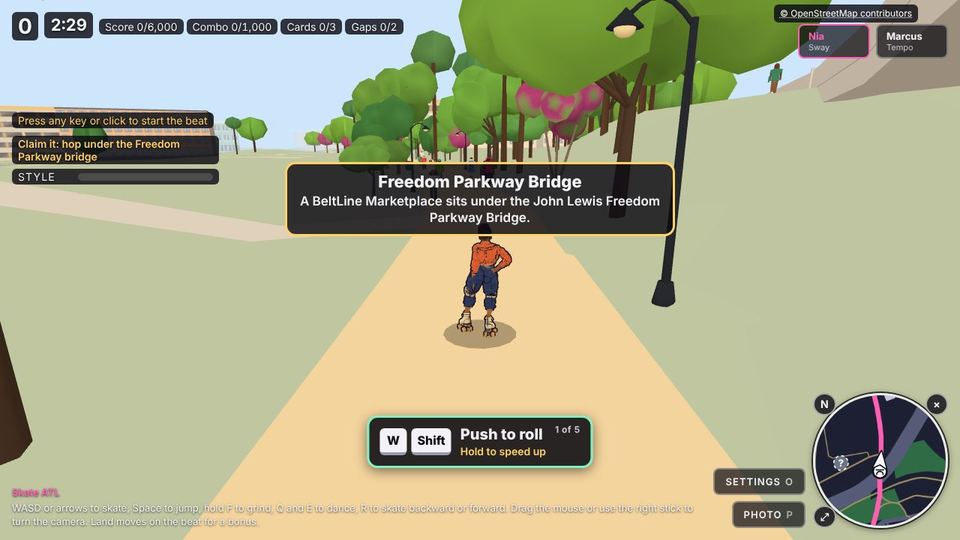 0
2:29
Score 0/6,000
Combo 0/1,000
Cards 0/3
Gaps 0/2
© OpenStreetMap contributors
Nia
Sway
Marcus
Tempo
Press any key or click to start the beat
Claim it: hop under the Freedom
Parkway bridge
STYLE
Freedom Parkway Bridge
A BeltLine Marketplace sits under the John Lewis Freedom
Parkway Bridge.
W
Shift
Push to roll
1 of 5
Hold to speed up
N
×
?
SETTINGS O
PHOTO P
Skate ATL
WASD or arrows to skate, Space to jump, hold F to grind, Q and E to dance, R to skate backward or forward. Drag the mouse or use the right stick to
turn the camera. Land moves on the beat for a bonus.